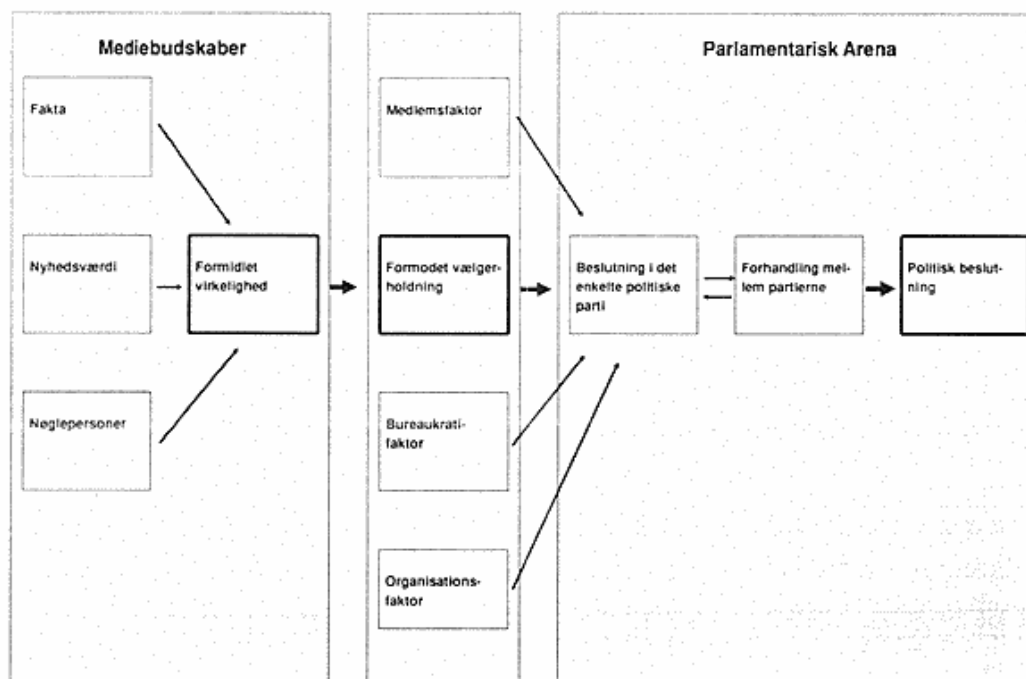 Mediebudskaber
Fakta
Nyhedsværdi
Nøglepersoner
Formidlet
virkelighed
Medlemsfaktor
Formodet vælger-
holdning
Bureaukrati-
faktor
Organisations-
faktor
Parlamentarisk Arena
Beslutning i det
enkelte politiske
parti
Forhandling mel-
lem partierne
Politisk beslut-
ning